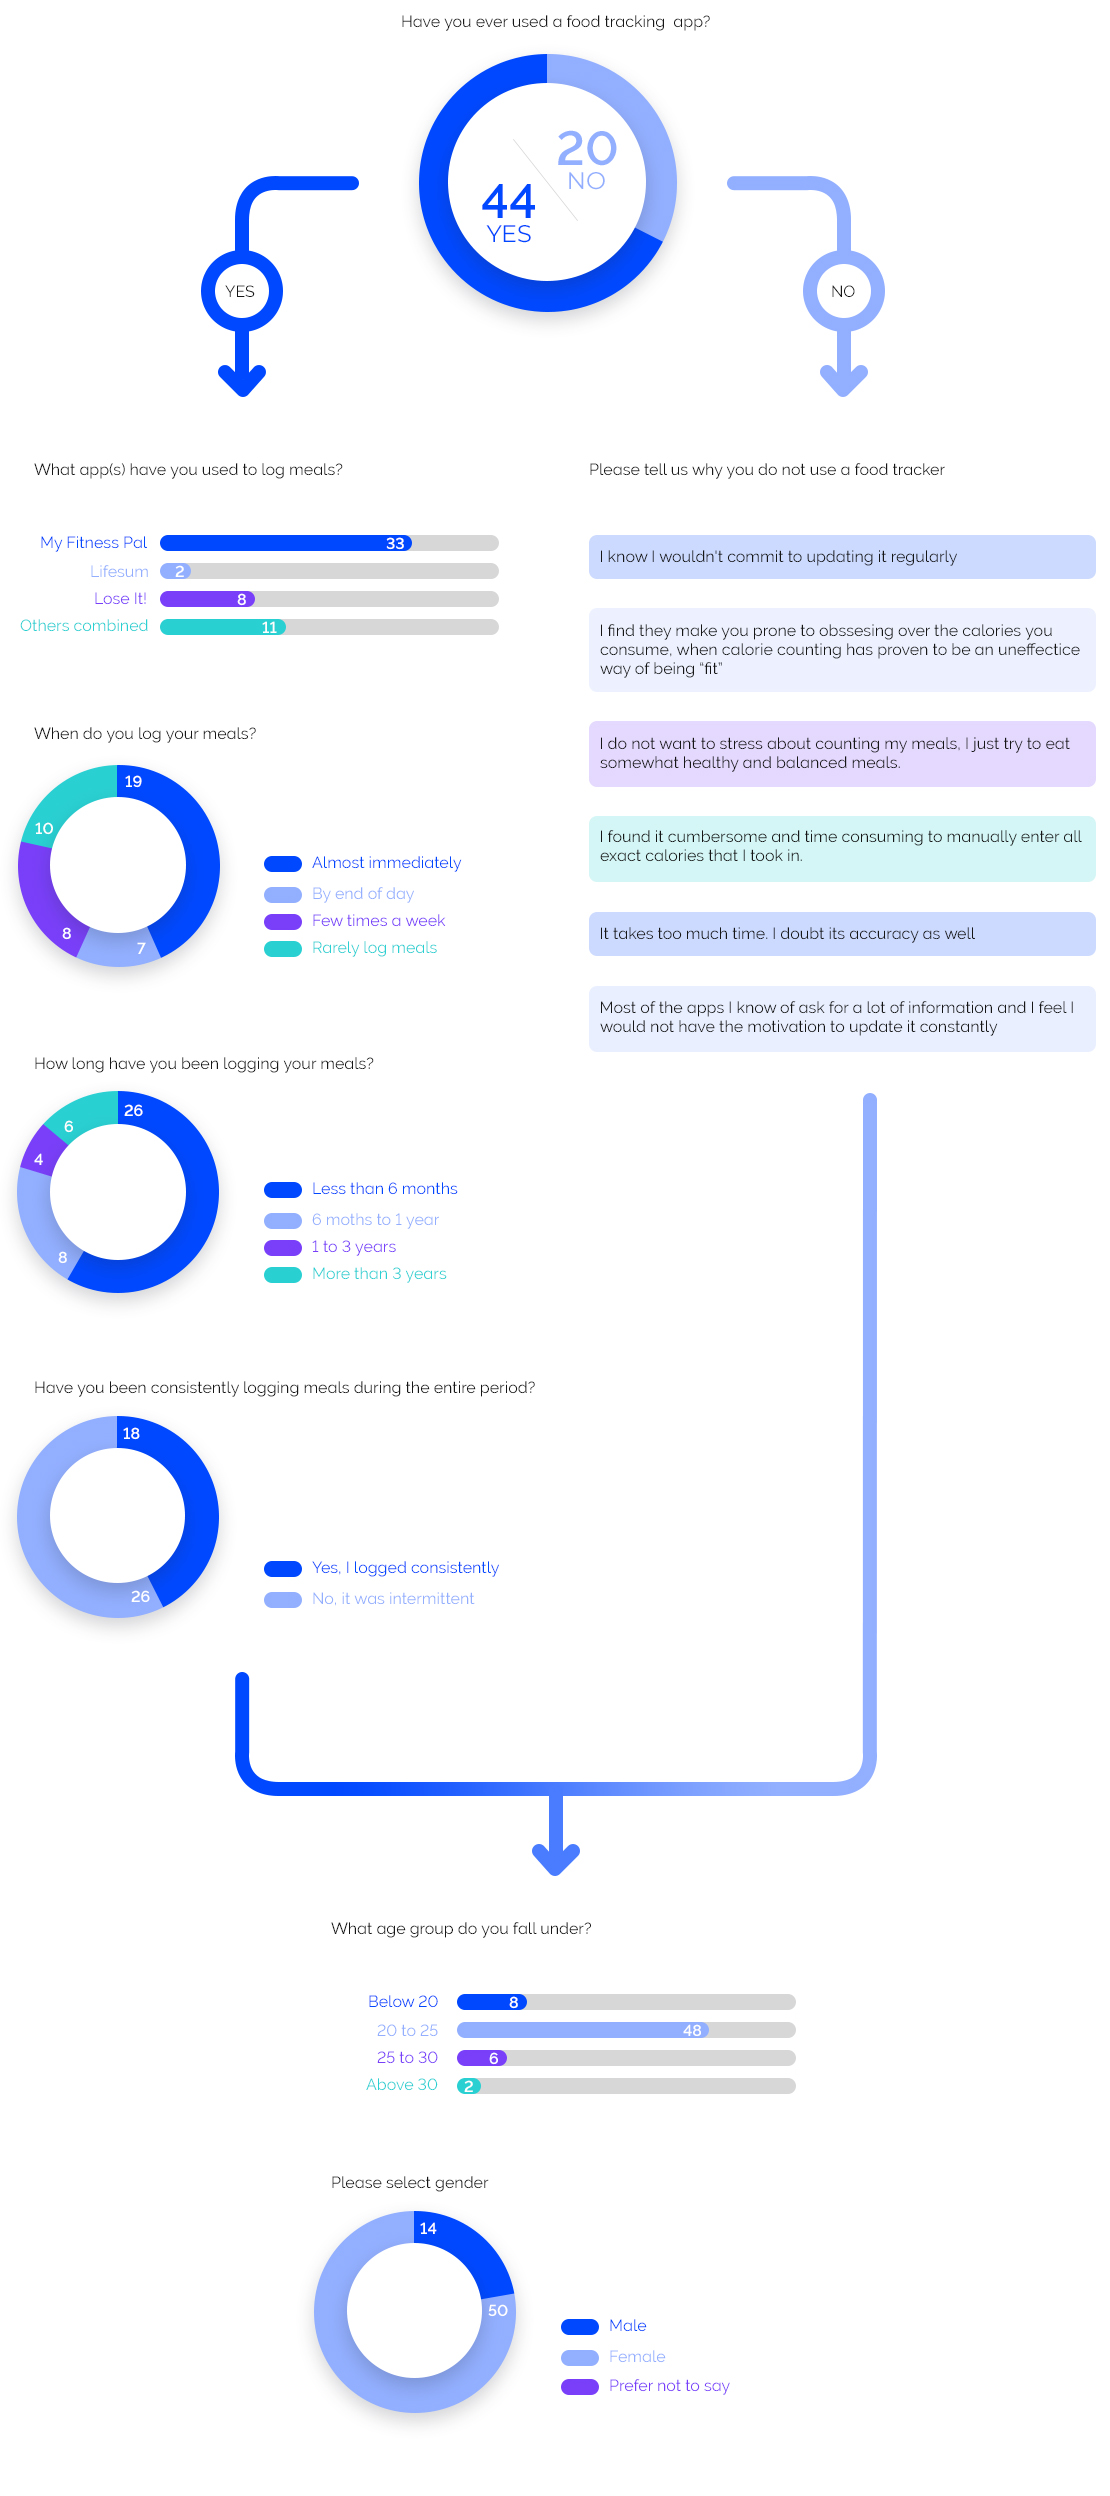 Have you ever used a food tracking app?
20
NO
44
YES
YES
NO
What app(s) have you used to log meals?
My Fitness Pal 33
Lifesum 2
Lose It! 8
Others combined 11
When do you log your meals?
19
10
8
7
Almost immediately
By end of day
Few times a week
Rarely log meals
How long have you been logging your meals?
26
6
4
8
Less than 6 months
6 moths to 1 year
1 to 3 years
More than 3 years
Have you been consistently logging meals during the entire period?
18
26
Yes, I logged consistently
No, it was intermittent
Please tell us why you do not use a food tracker
I know I wouldn't commit to updating it regularly
I find they make you prone to obssesing over the calories you
consume, when calorie counting has proven to be an uneffectice
way of being “fit”
I do not want to stress about counting my meals, I just try to eat
somewhat healthy and balanced meals.
I found it cumbersome and time consuming to manually enter all
exact calories that I took in.
It takes too much time. I doubt its accuracy as well
Most of the apps I know of ask for a lot of information and I feel I
would not have the motivation to update it constantly
What age group do you fall under?
Below 20 8
20 to 25 48
25 to 30 6
Above 30 2
Please select gender
14
50
Male
Female
Prefer not to say